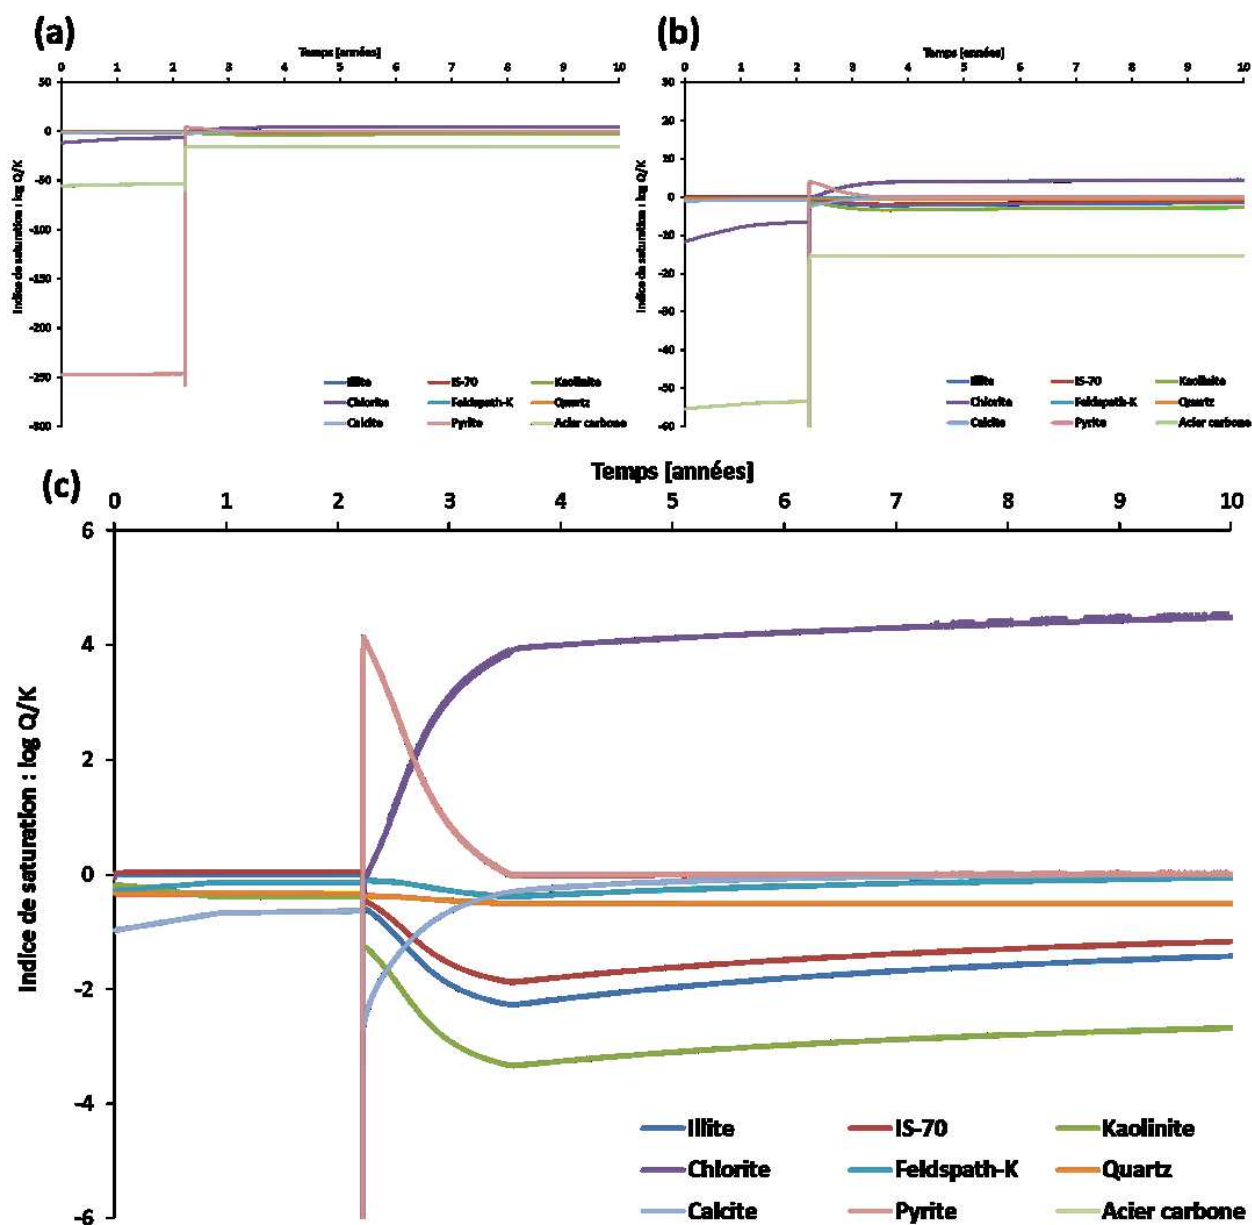 (a)
Temps [années]
0 1 2 3 4 5 6 7 8 9 10
50
0
-50
-100
-150
-200
-250
-300
Indice de saturation : log Q/K
Illite IS-70 Kaolinite
Chlorite Feldspath-K Quartz
Calcite Pyrite Acier carbone
(b)
Temps [années]
0 1 2 3 4 5 6 7 8 9 10
30
20
10
0
-10
-20
-30
-40
-50
-60
Indice de saturation : log Q/K
Illite IS-70 Kaolinite
Chlorite Feldspath-K Quartz
Calcite Pyrite Acier carbone
(c)
Temps [années]
0 1 2 3 4 5 6 7 8 9 10
6
4
2
0
-2
-4
-6
Indice de saturation : log Q/K
Illite IS-70 Kaolinite
Chlorite Feldspath-K Quartz
Calcite Pyrite Acier carbone